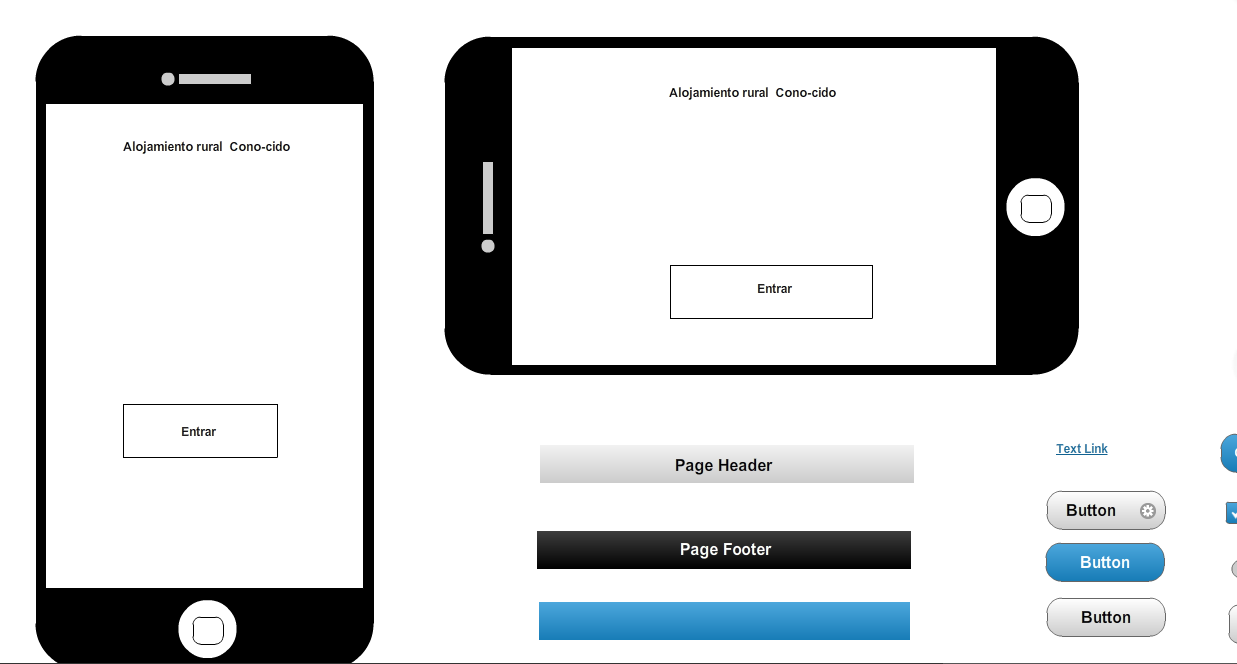 Alojamiento rural  Cono-cido
Entrar
Alojamiento rural  Cono-cido
Entrar
Page Header
Page Footer
Text Link
Button
Button
Button